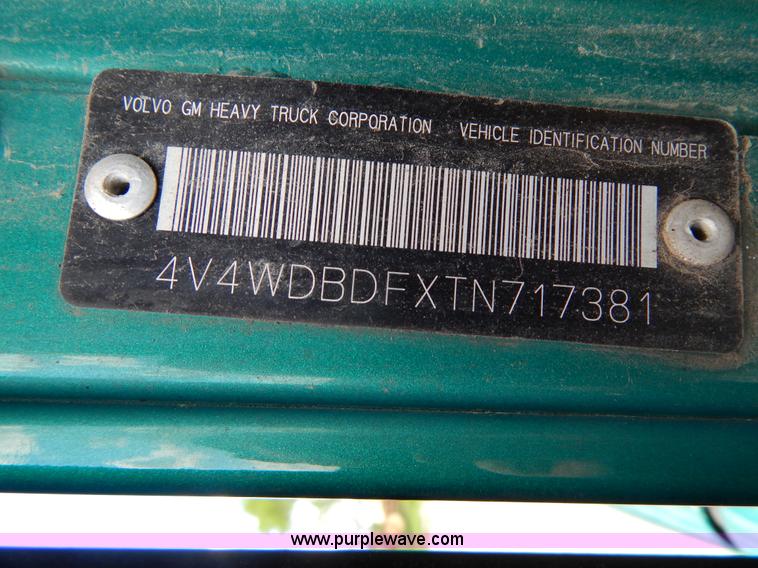 VOLVO GM HEAVY TRUCK CORPORATION VEHICLE IDENTIFICATION NUMBER
4V4WDBDFXTN717381
www.purplewave.com